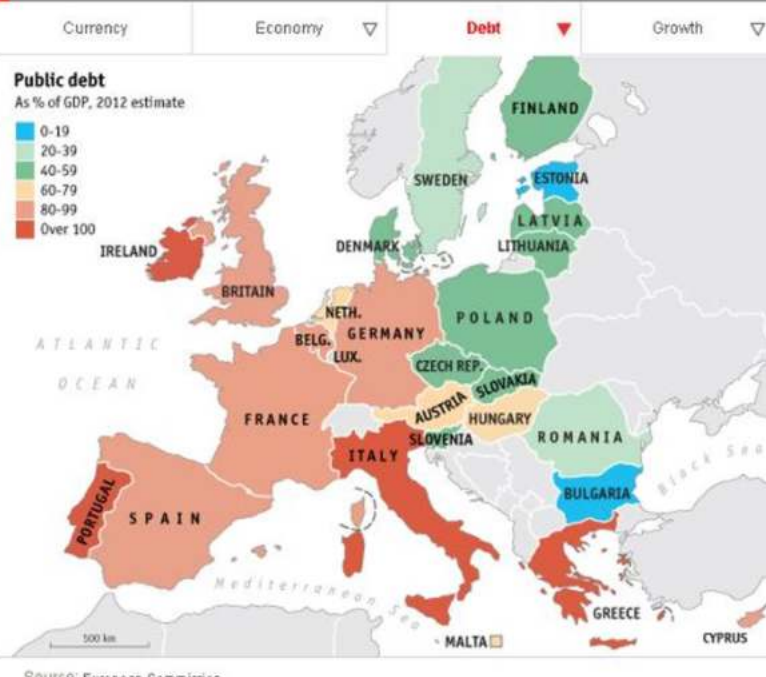 Currency
Economy
Debt
Growth
Public debt
As % of GDP, 2012 estimate
0-19
20-39
40-59
60-79
80-99
Over 100
FINLAND
SWEDEN
ESTONIA
LATVIA
LITHUANIA
DENMARK
IRELAND
BRITAIN
NETH.
GERMANY
POLAND
BELG.
LUX.
CZECH REP.
SLOVAKIA
ATLANTIC
OCEAN
AUSTRIA
HUNGARY
FRANCE
SLOVENIA
ROMANIA
ITALY
Black Sea
BULGARIA
PORTUGAL
SPAIN
Mediterranean Sea
GREECE
500 km
MALTA
CYPRUS
Source: European Commission